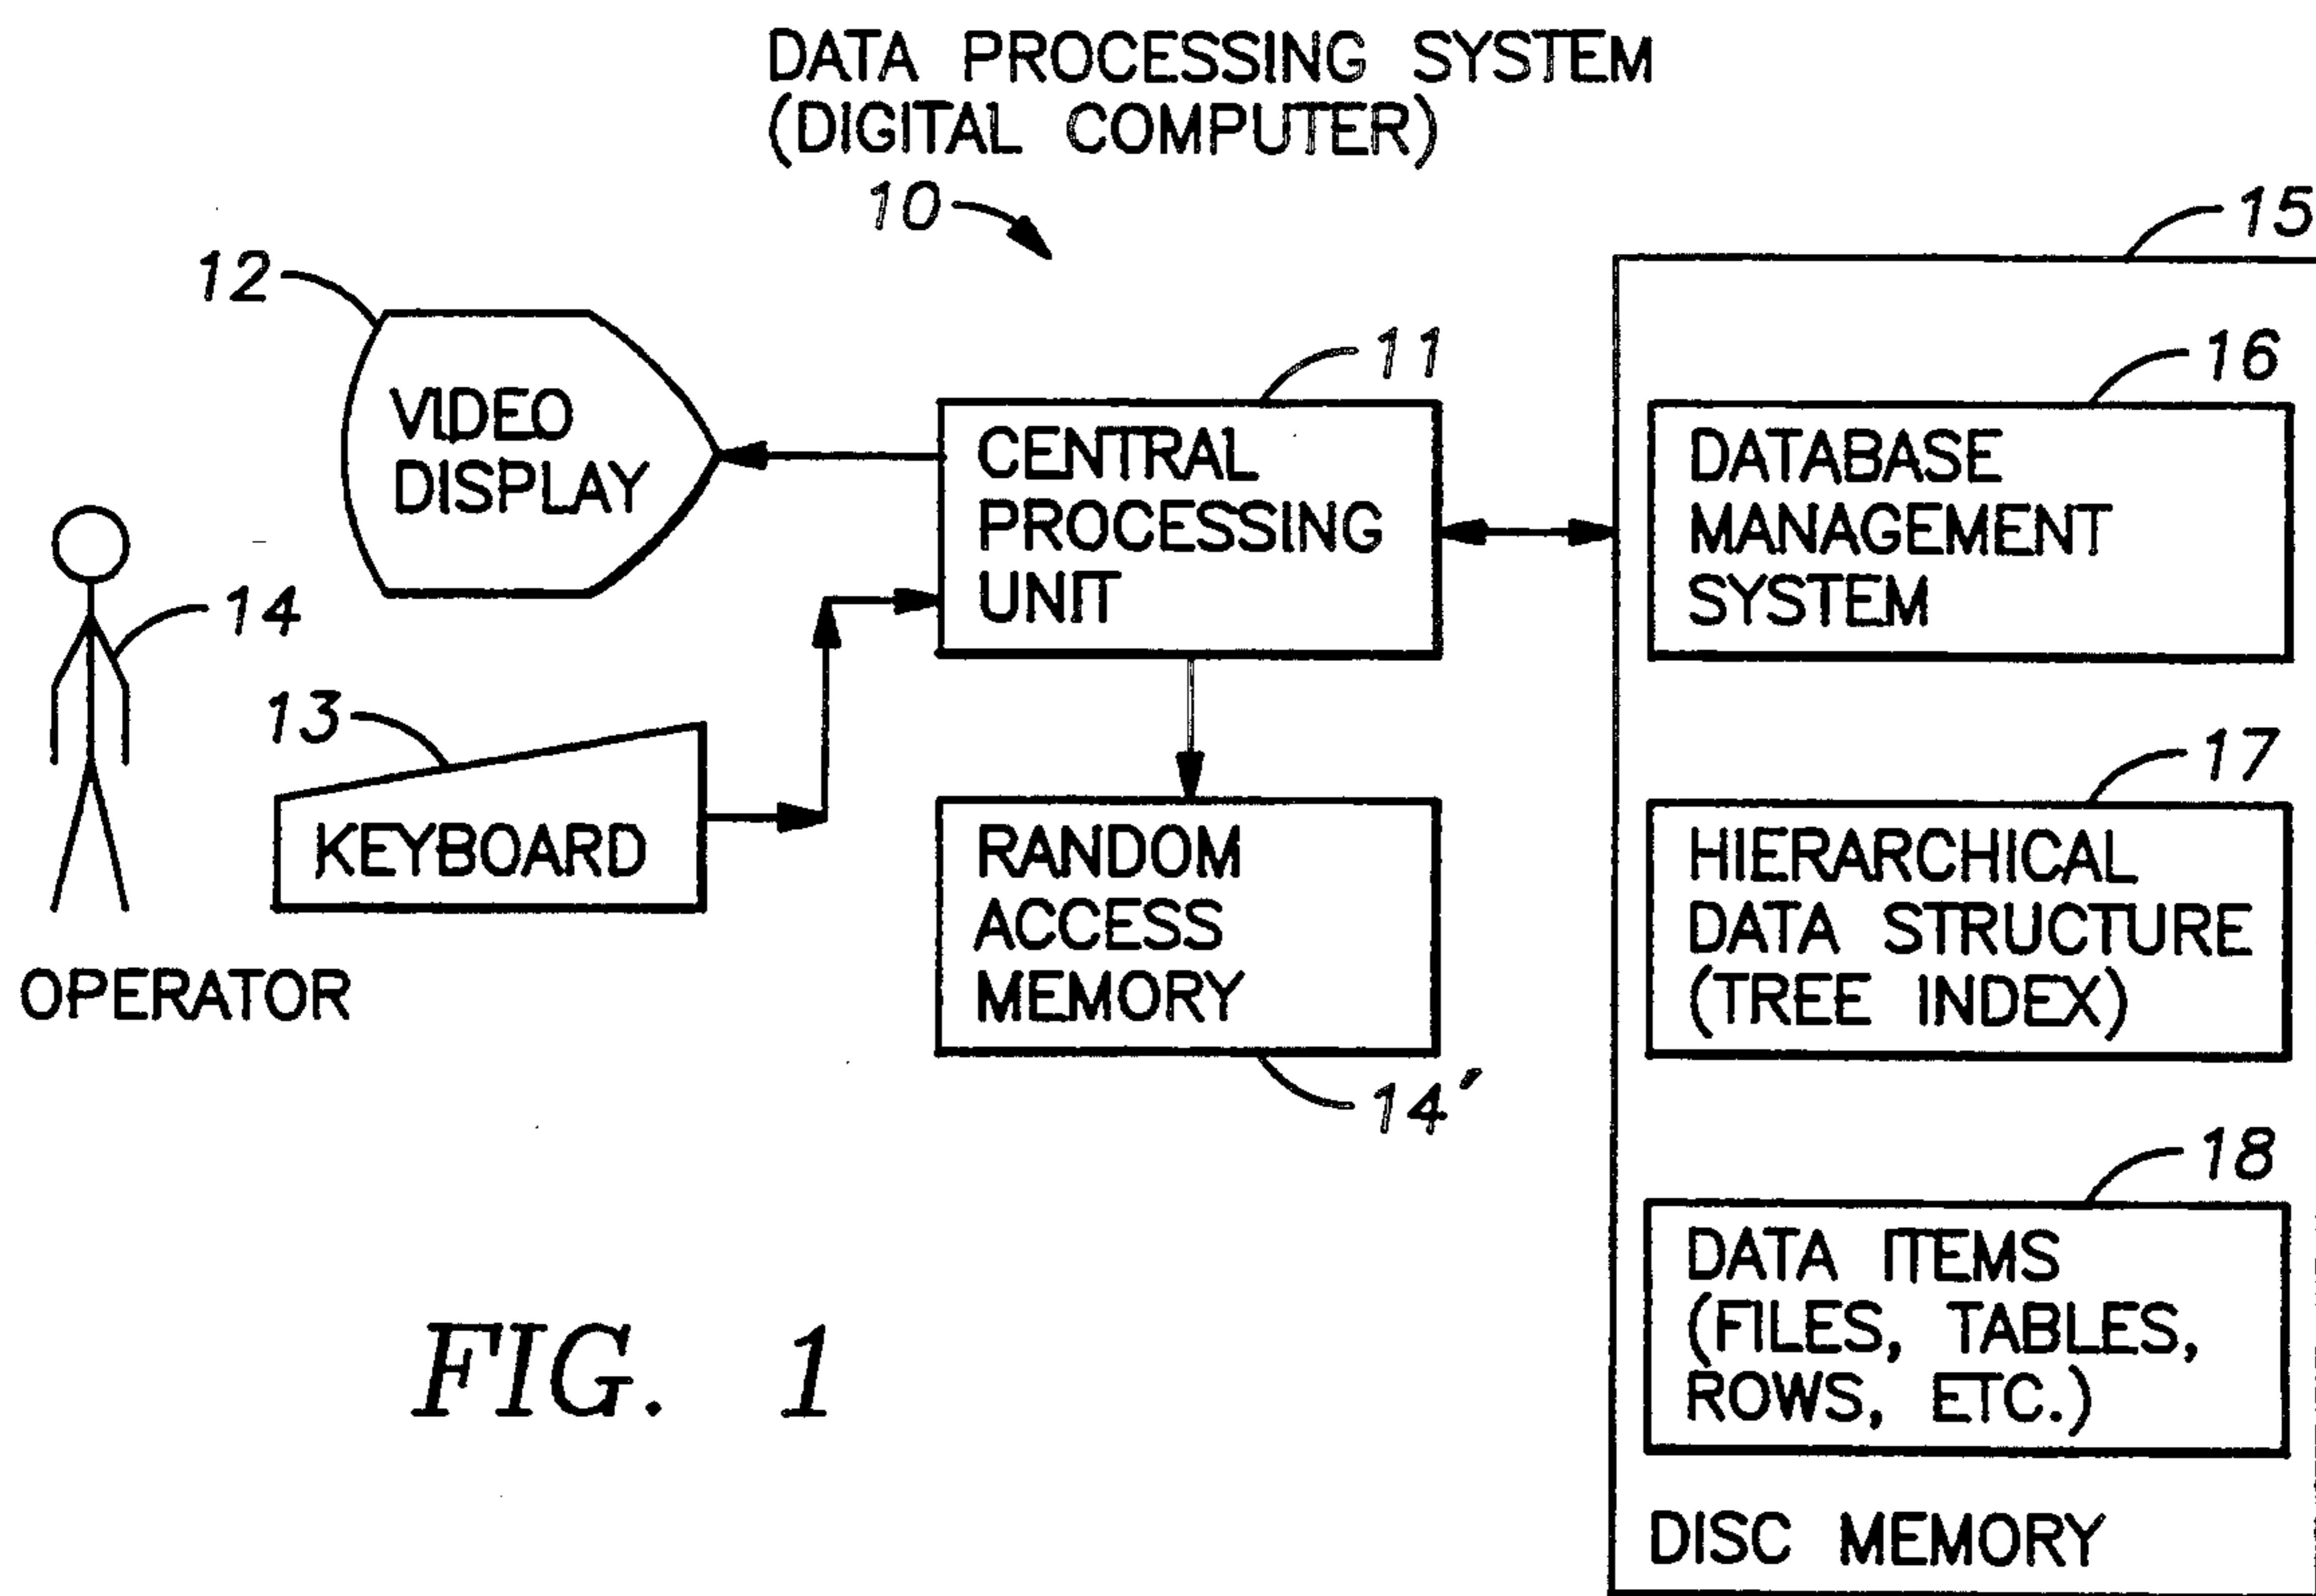 DATA PROCESSING SYSTEM
(DIGITAL COMPUTER)
10
15
12
VIDEO
DISPLAY
11
CENTRAL
PROCESSING
UNIT
16
DATABASE
MANAGEMENT
SYSTEM
14
OPERATOR
13
KEYBOARD
RANDOM
ACCESS
MEMORY
14'
17
HIERARCHICAL
DATA STRUCTURE
(TREE INDEX)
18
DATA ITEMS
(FILES, TABLES,
ROWS, ETC.)
DISC MEMORY
FIG. 1